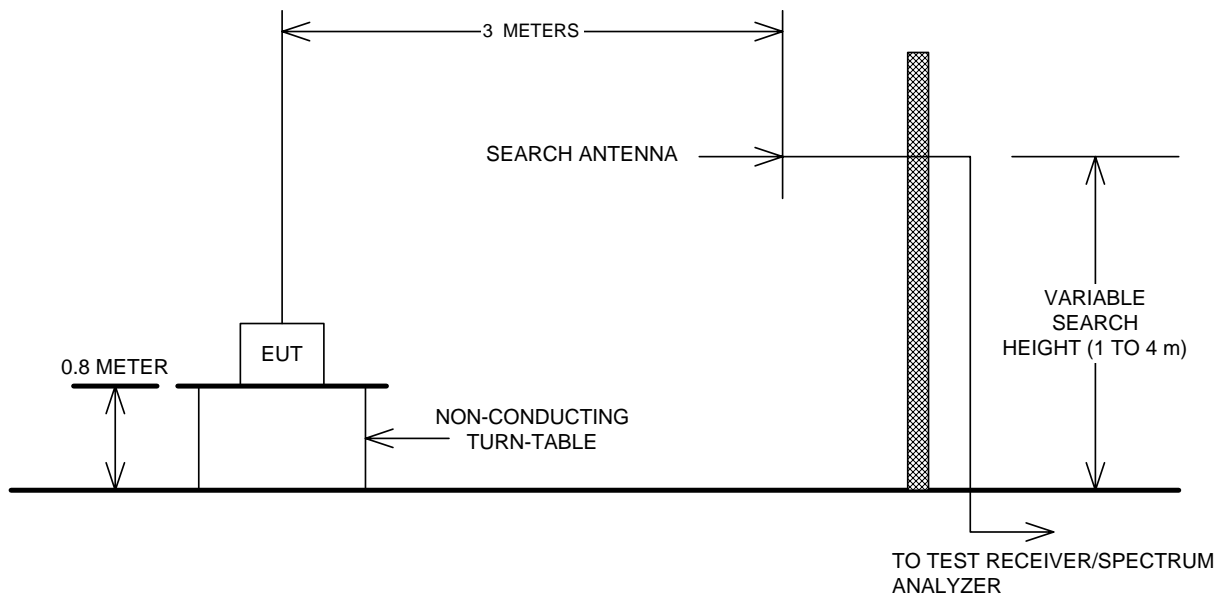 3 METERS
SEARCH ANTENNA
VARIABLE
SEARCH
HEIGHT (1 TO 4 m)
EUT
0.8 METER
NON-CONDUCTING
TURN-TABLE
TO TEST RECEIVER/SPECTRUM
ANALYZER